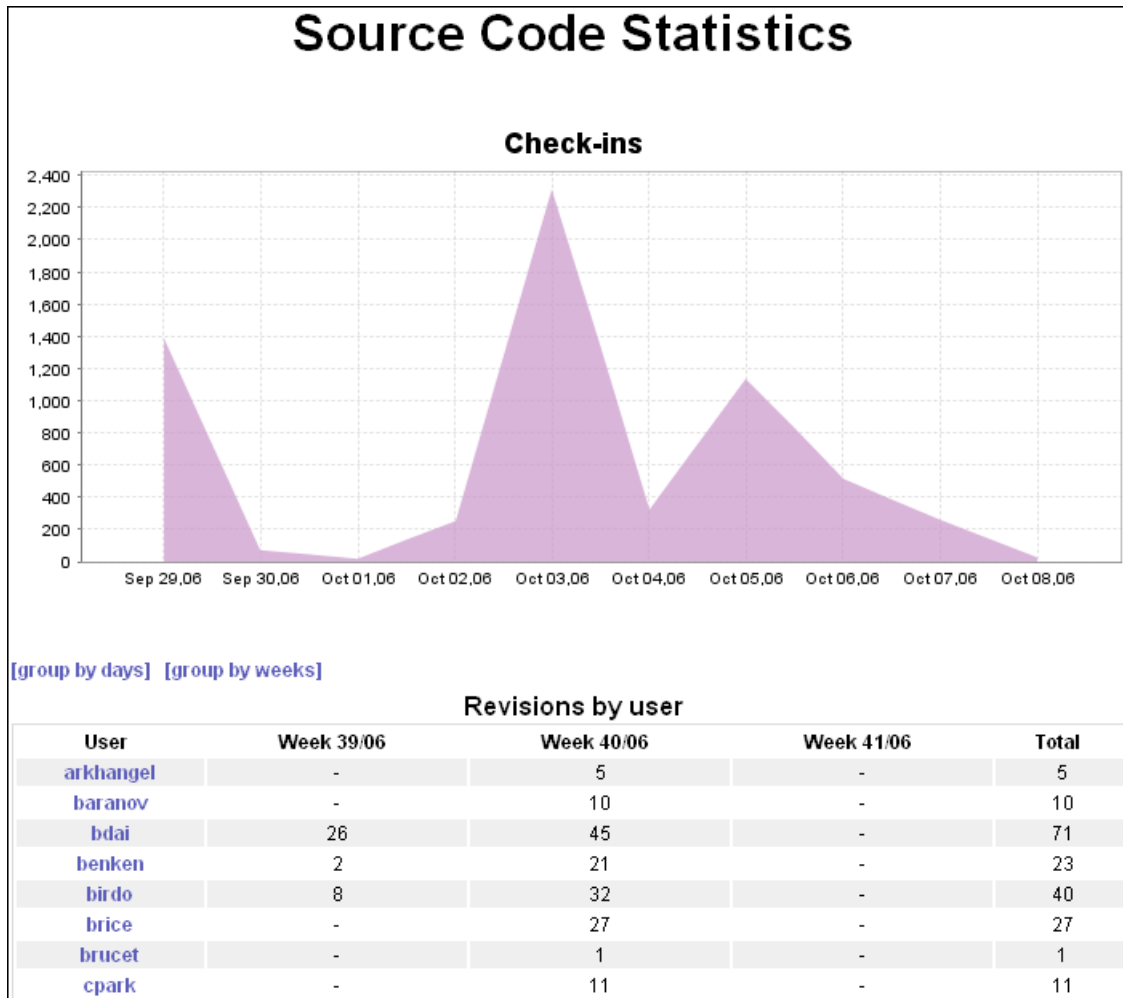 Source Code Statistics
Check-ins
2,400
2,200
2,000
1,800
1,600
1,400
1,200
1,000
800
600
400
200
0
Sep 29,06 Sep 30,06 Oct 01,06 Oct 02,06 Oct 03,06 Oct 04,06 Oct 05,06 Oct 06,06 Oct 07,06 Oct 08,06
[group by days] [group by weeks]
Revisions by user
User Week 39/06 Week 40/06 Week 41/06 Total
arkhangel - 5 - 5
baranov - 10 - 10
bdai 26 45 - 71
benken 2 21 - 23
birdo 8 32 - 40
brice - 27 - 27
brucet - 1 - 1
cpark - 11 - 11